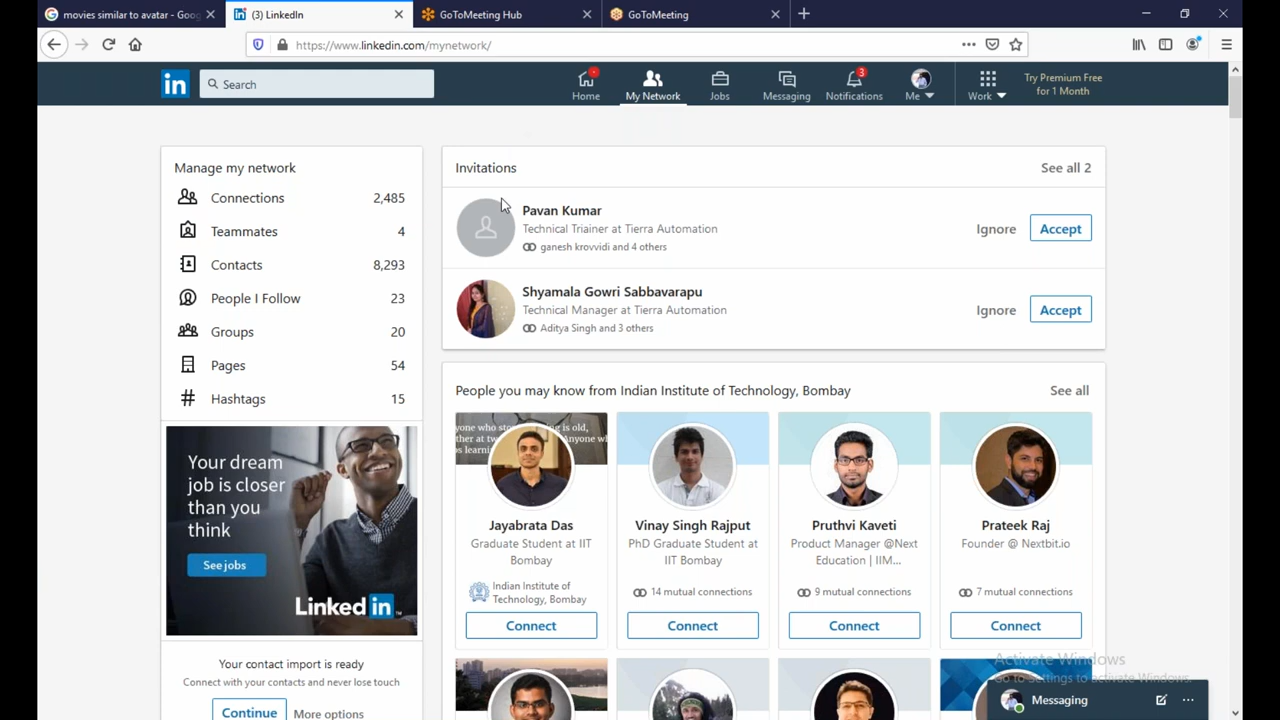 movies similar to avatar - Goog
(3) LinkedIn
GoToMeeting Hub
GoToMeeting
https://www.linkedin.com/mynetwork/
in
Search
Home
My Network
Jobs
Messaging
3
Notifications
Me
Work
Try Premium Free
for 1 Month
Manage my network
Connections 2,485
Teammates 4
Contacts 8,293
People I Follow 23
Groups 20
Pages 54
Hashtags 15
Your dream
job is closer
than you
think
See jobs
Linked in
Your contact import is ready
Connect with your contacts and never lose touch
Continue
More options
Invitations
See all 2
Pavan Kumar
Technical Triainer at Tierra Automation
ganesh krovvidi and 4 others
Ignore
Accept
Shyamala Gowri Sabbavarapu
Technical Manager at Tierra Automation
Aditya Singh and 3 others
Ignore
Accept
People you may know from Indian Institute of Technology, Bombay
See all
Jayabrata Das
Graduate Student at IIT
Bombay
Indian Institute of
Technology, Bombay
Connect
Vinay Singh Rajput
PhD Graduate Student at
IIT Bombay
14 mutual connections
Connect
Pruthvi Kaveti
Product Manager @Next
Education | IIM...
9 mutual connections
Connect
Prateek Raj
Founder @ Nextbit.io
7 mutual connections
Connect
Activate Windows
Go to Settings to activate Windows.
Messaging